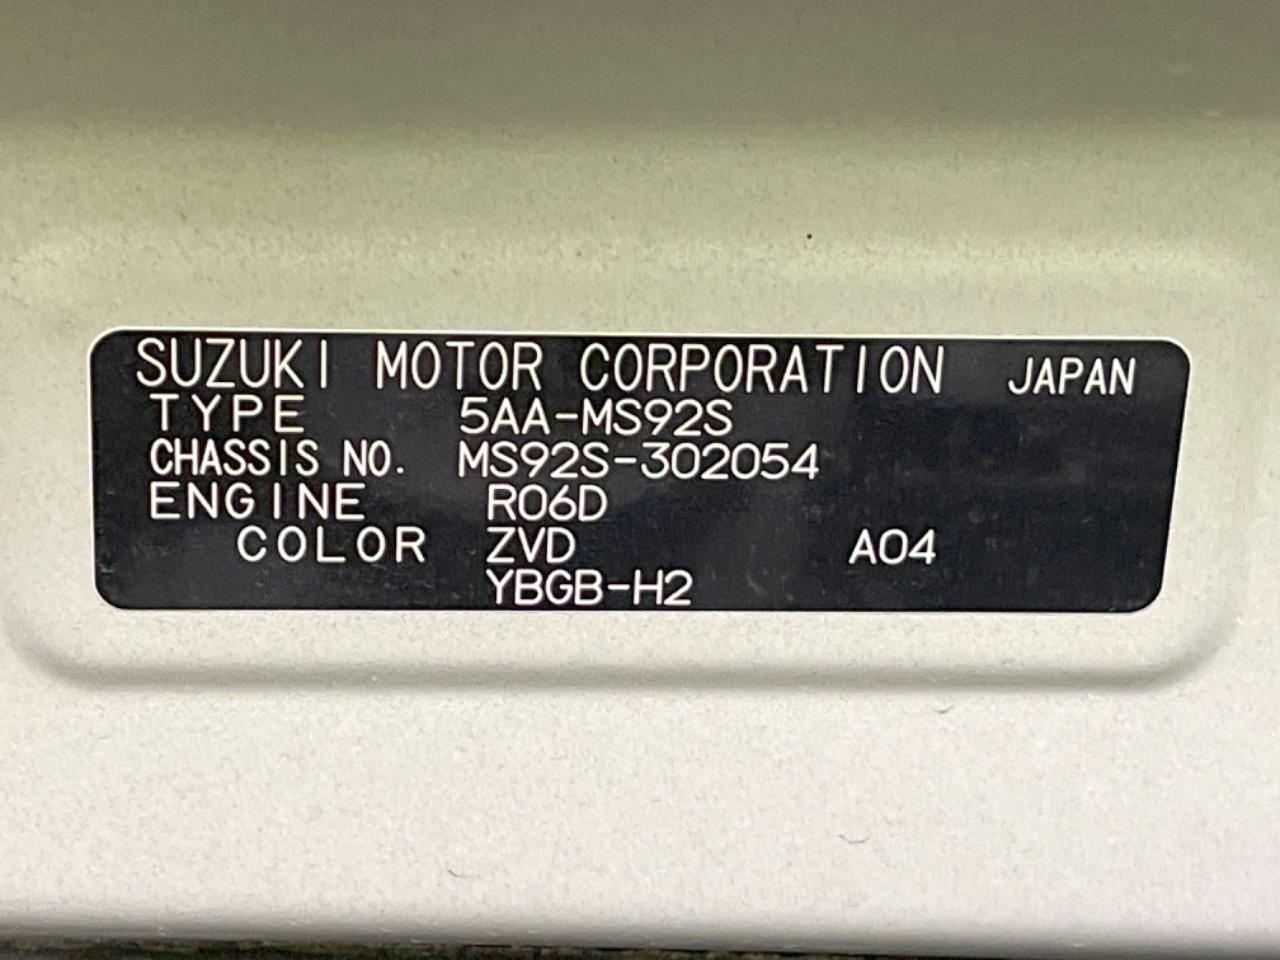 SUZUKI MOTOR CORPORATION JAPAN
TYPE 5AA-MS92S
CHASSIS NO. MS92S-302054
ENGINE R06D
COLOR ZVD A04
YBGB-H2